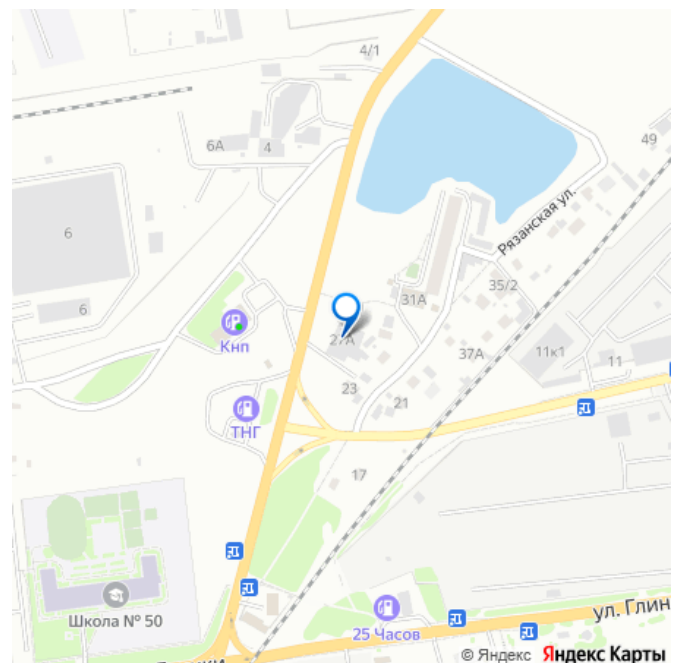 4/1
6А
4
49
6
Рязанская ул.
35/2
31А
6
Кнп
27А
37А
11к1
11
23
21
ТНГ
17
Школа № 50
25 Часов
ул. Глин
© Яндекс Яндекс Карты